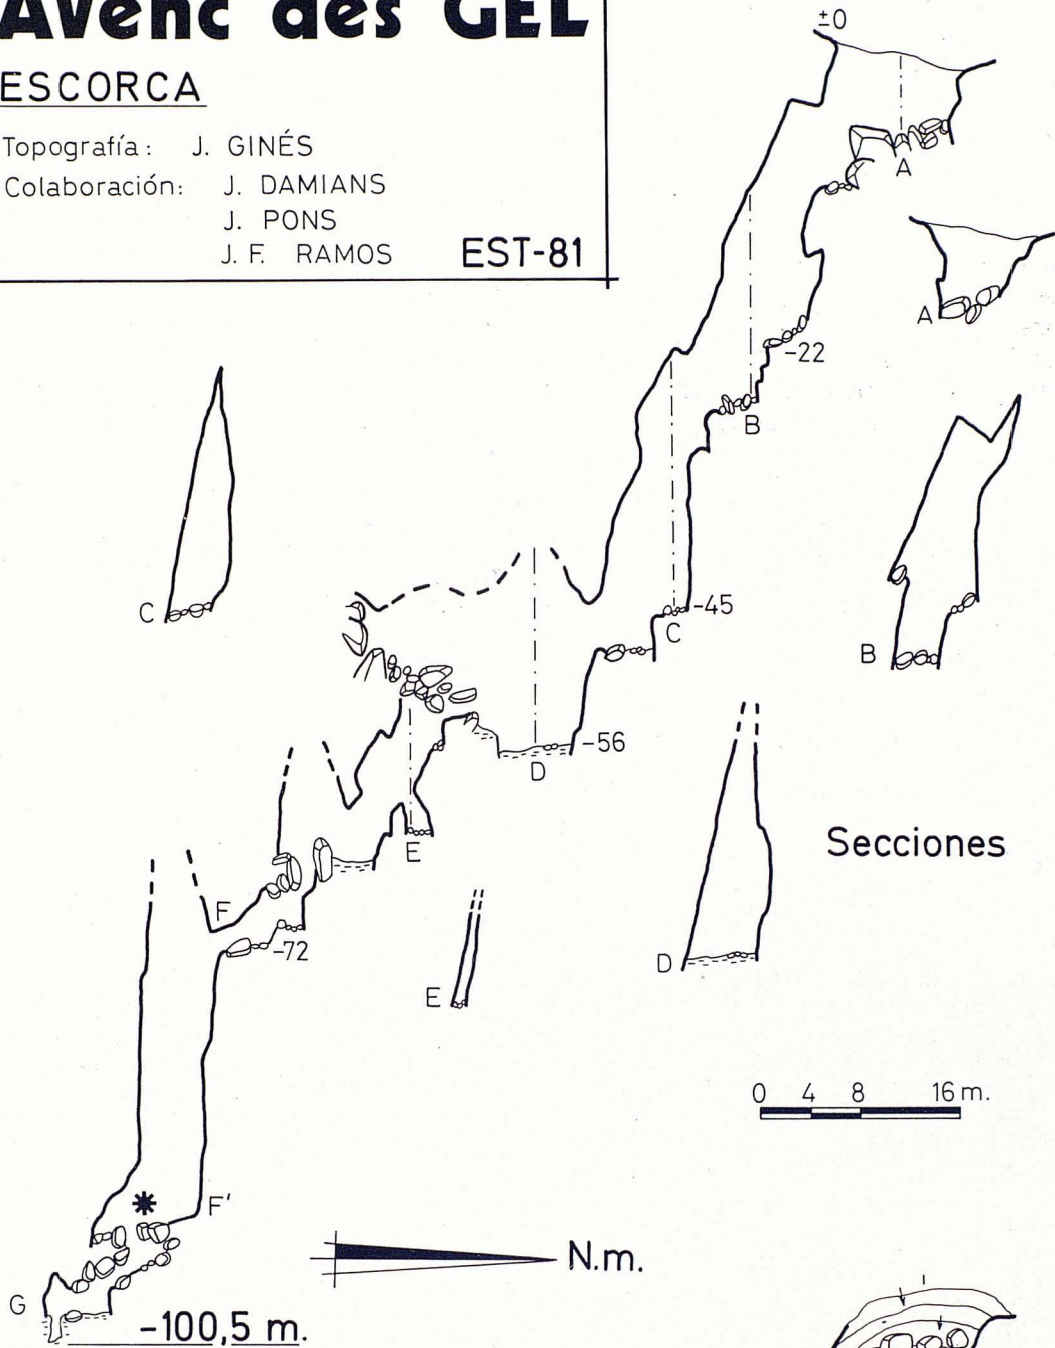 Avenc des GEL
ESCORCA
Topografía: J. GINÉS
Colaboración: J. DAMIANS
J. PONS
J. F. RAMOS
EST-81
±0
A
A
-22
B
B
C
-45
C
-56
D
D
E
E
Secciones
F
-72
0 4 8 16 m.
F'
N.m.
G
-100,5 m.